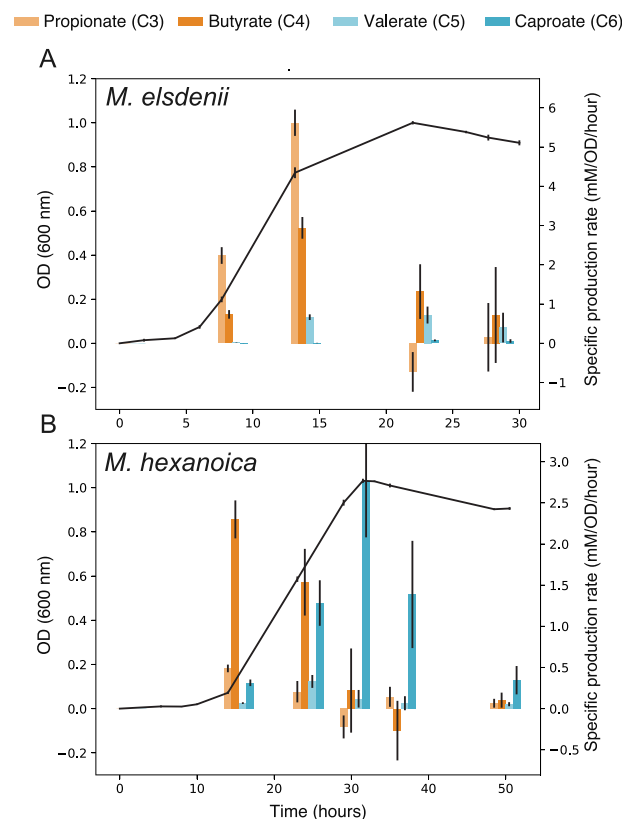 Propionate (C3) Butyrate (C4) Valerate (C5) Caproate (C6)
A
M. elsdenii
OD (600 nm)
1.2
1.0
0.8
0.6
0.4
0.2
0.0
−0.2
6
5
4
3
2
1
0
−1
Specific production rate (mM/OD/hour)
0 5 10 15 20 25 30
B
M. hexanoica
OD (600 nm)
1.2
1.0
0.8
0.6
0.4
0.2
0.0
−0.2
3.0
2.5
2.0
1.5
1.0
0.5
0.0
−0.5
Specific production rate (mM/OD/hour)
0 10 20 30 40 50
Time (hours)